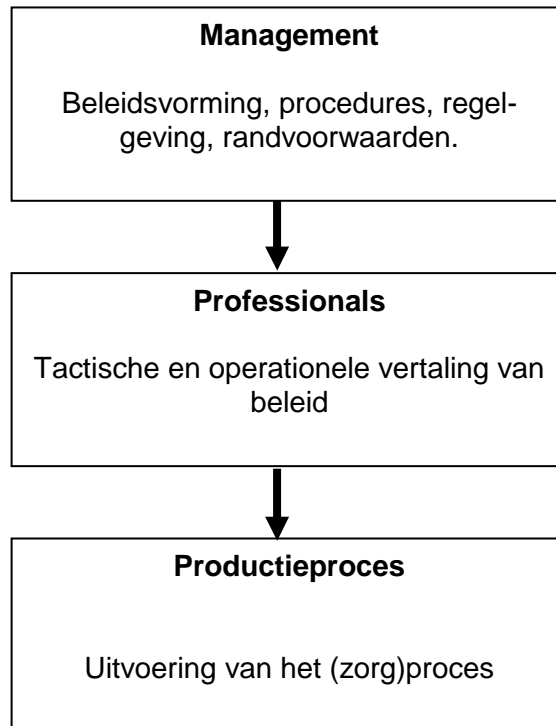 Management
Beleidsvorming, procedures, regel-
geving, randvoorwaarden.
Professionals
Tactische en operationele vertaling van
beleid
Productieproces
Uitvoering van het (zorg)proces